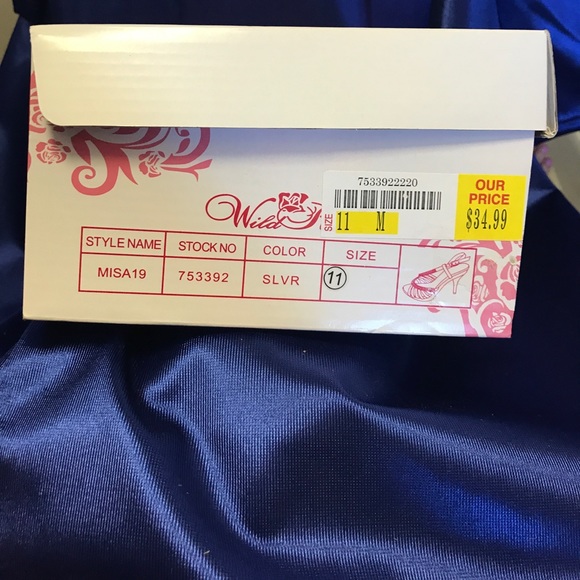 7533922220
SIZE 11 M
OUR
PRICE
$34.99
Wild
STYLE NAME STOCK NO COLOR SIZE
MISA19 753392 SLVR 11